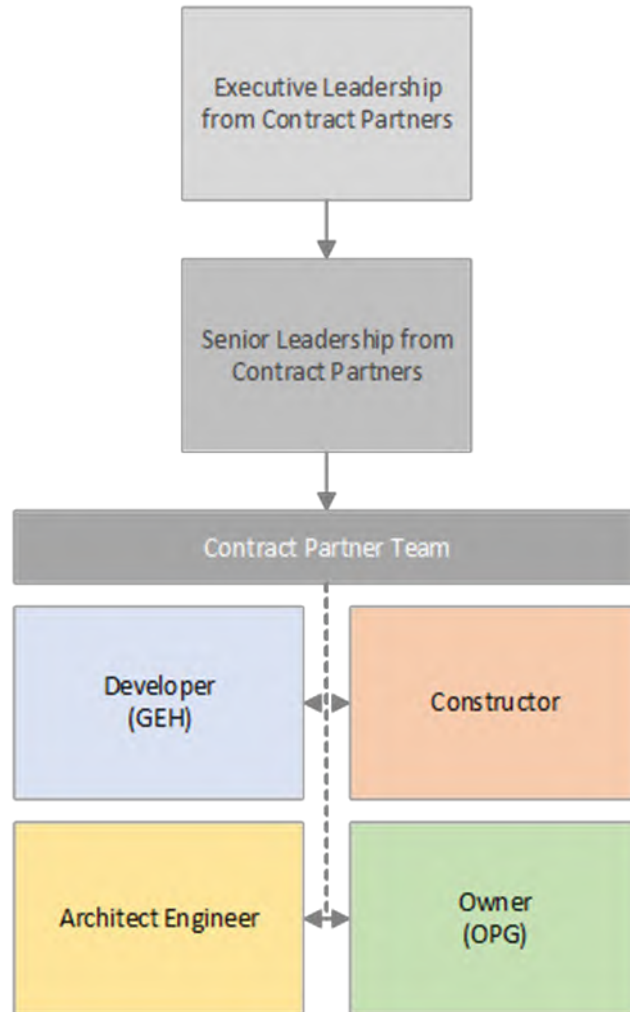 Executive Leadership
from Contract Partners
Senior Leadership from
Contract Partners
Contract Partner Team
Developer
(GEH)
Constructor
Architect Engineer
Owner
(OPG)